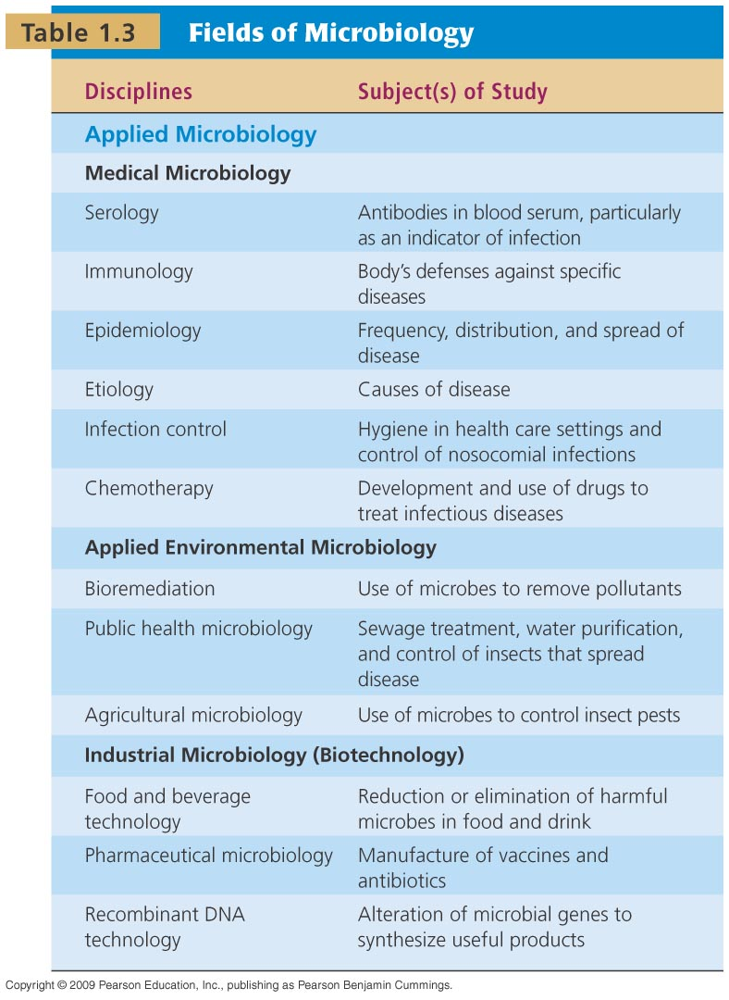 Table 1.3 Fields of Microbiology
Disciplines Subject(s) of Study
Applied Microbiology
Medical Microbiology
Serology Antibodies in blood serum, particularly
as an indicator of infection
Immunology Body's defenses against specific
diseases
Epidemiology Frequency, distribution, and spread of
disease
Etiology Causes of disease
Infection control Hygiene in health care settings and
control of nosocomial infections
Chemotherapy Development and use of drugs to
treat infectious diseases
Applied Environmental Microbiology
Bioremediation Use of microbes to remove pollutants
Public health microbiology Sewage treatment, water purification,
and control of insects that spread
disease
Agricultural microbiology Use of microbes to control insect pests
Industrial Microbiology (Biotechnology)
Food and beverage Reduction or elimination of harmful
technology microbes in food and drink
Pharmaceutical microbiology Manufacture of vaccines and
antibiotics
Recombinant DNA Alteration of microbial genes to
technology synthesize useful products
Copyright © 2009 Pearson Education, Inc., publishing as Pearson Benjamin Cummings.